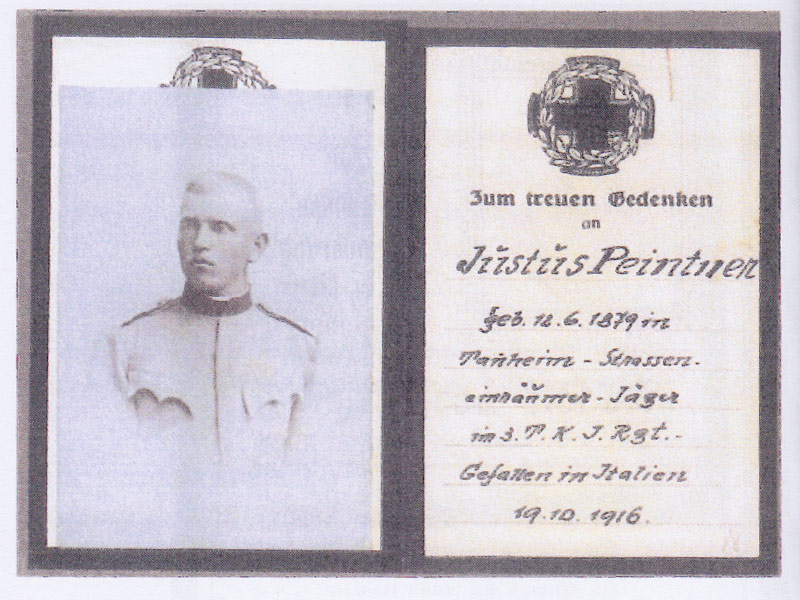 Zum treuen Gedenken
an
Justus Peintner
geb. 12.6.1879 in
Tanheim - Strassen-
einräumer - Jäger
im 3. T. K. J. Rgt. -
Gefallen in Italien
19.10.1916.